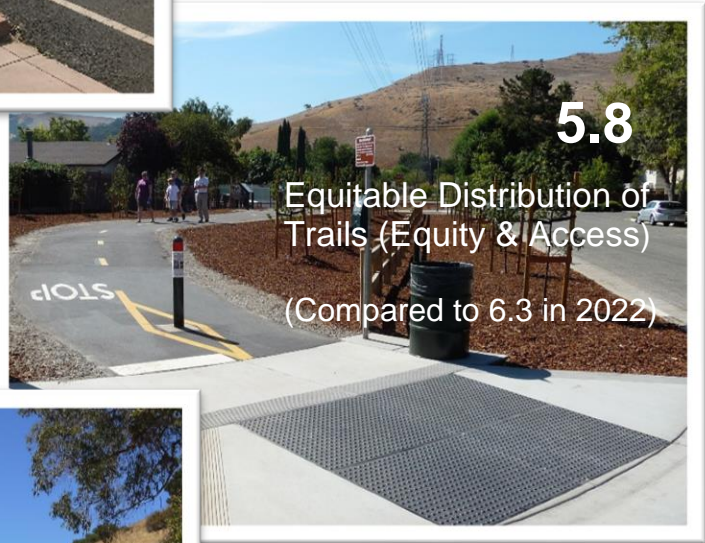 5.8
Equitable Distribution of
Trails (Equity & Access)
(Compared to 6.3 in 2022)
STOP